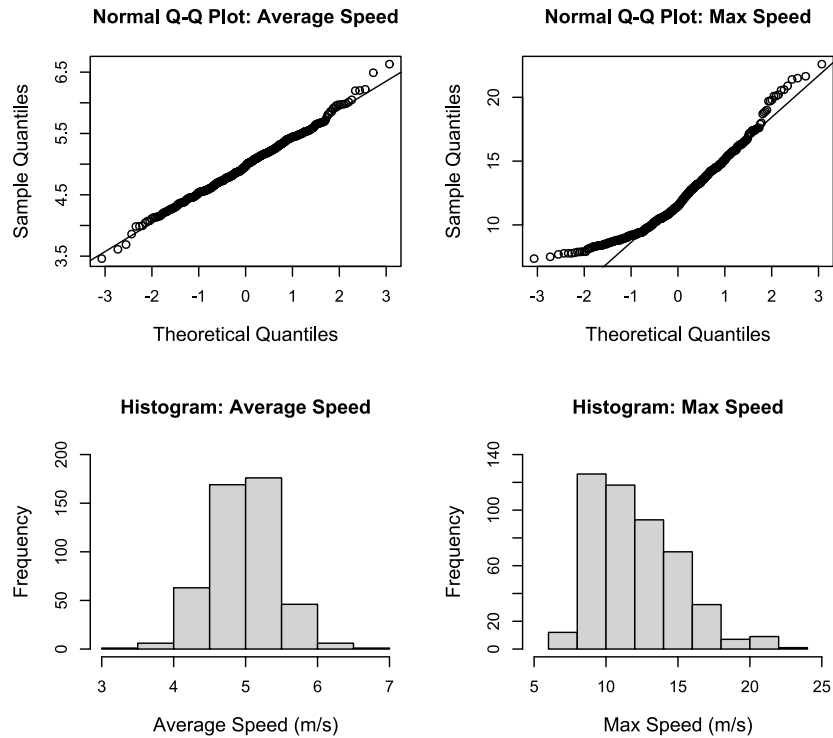 Normal Q-Q Plot: Average Speed
Sample Quantiles
3.5 4.5 5.5 6.5
-3 -2 -1 0 1 2 3
Theoretical Quantiles
Normal Q-Q Plot: Max Speed
Sample Quantiles
10 15 20
-3 -2 -1 0 1 2 3
Theoretical Quantiles
Histogram: Average Speed
Frequency
0 50 100 150 200
3 4 5 6 7
Average Speed (m/s)
Histogram: Max Speed
Frequency
0 20 60 100 140
5 10 15 20 25
Max Speed (m/s)